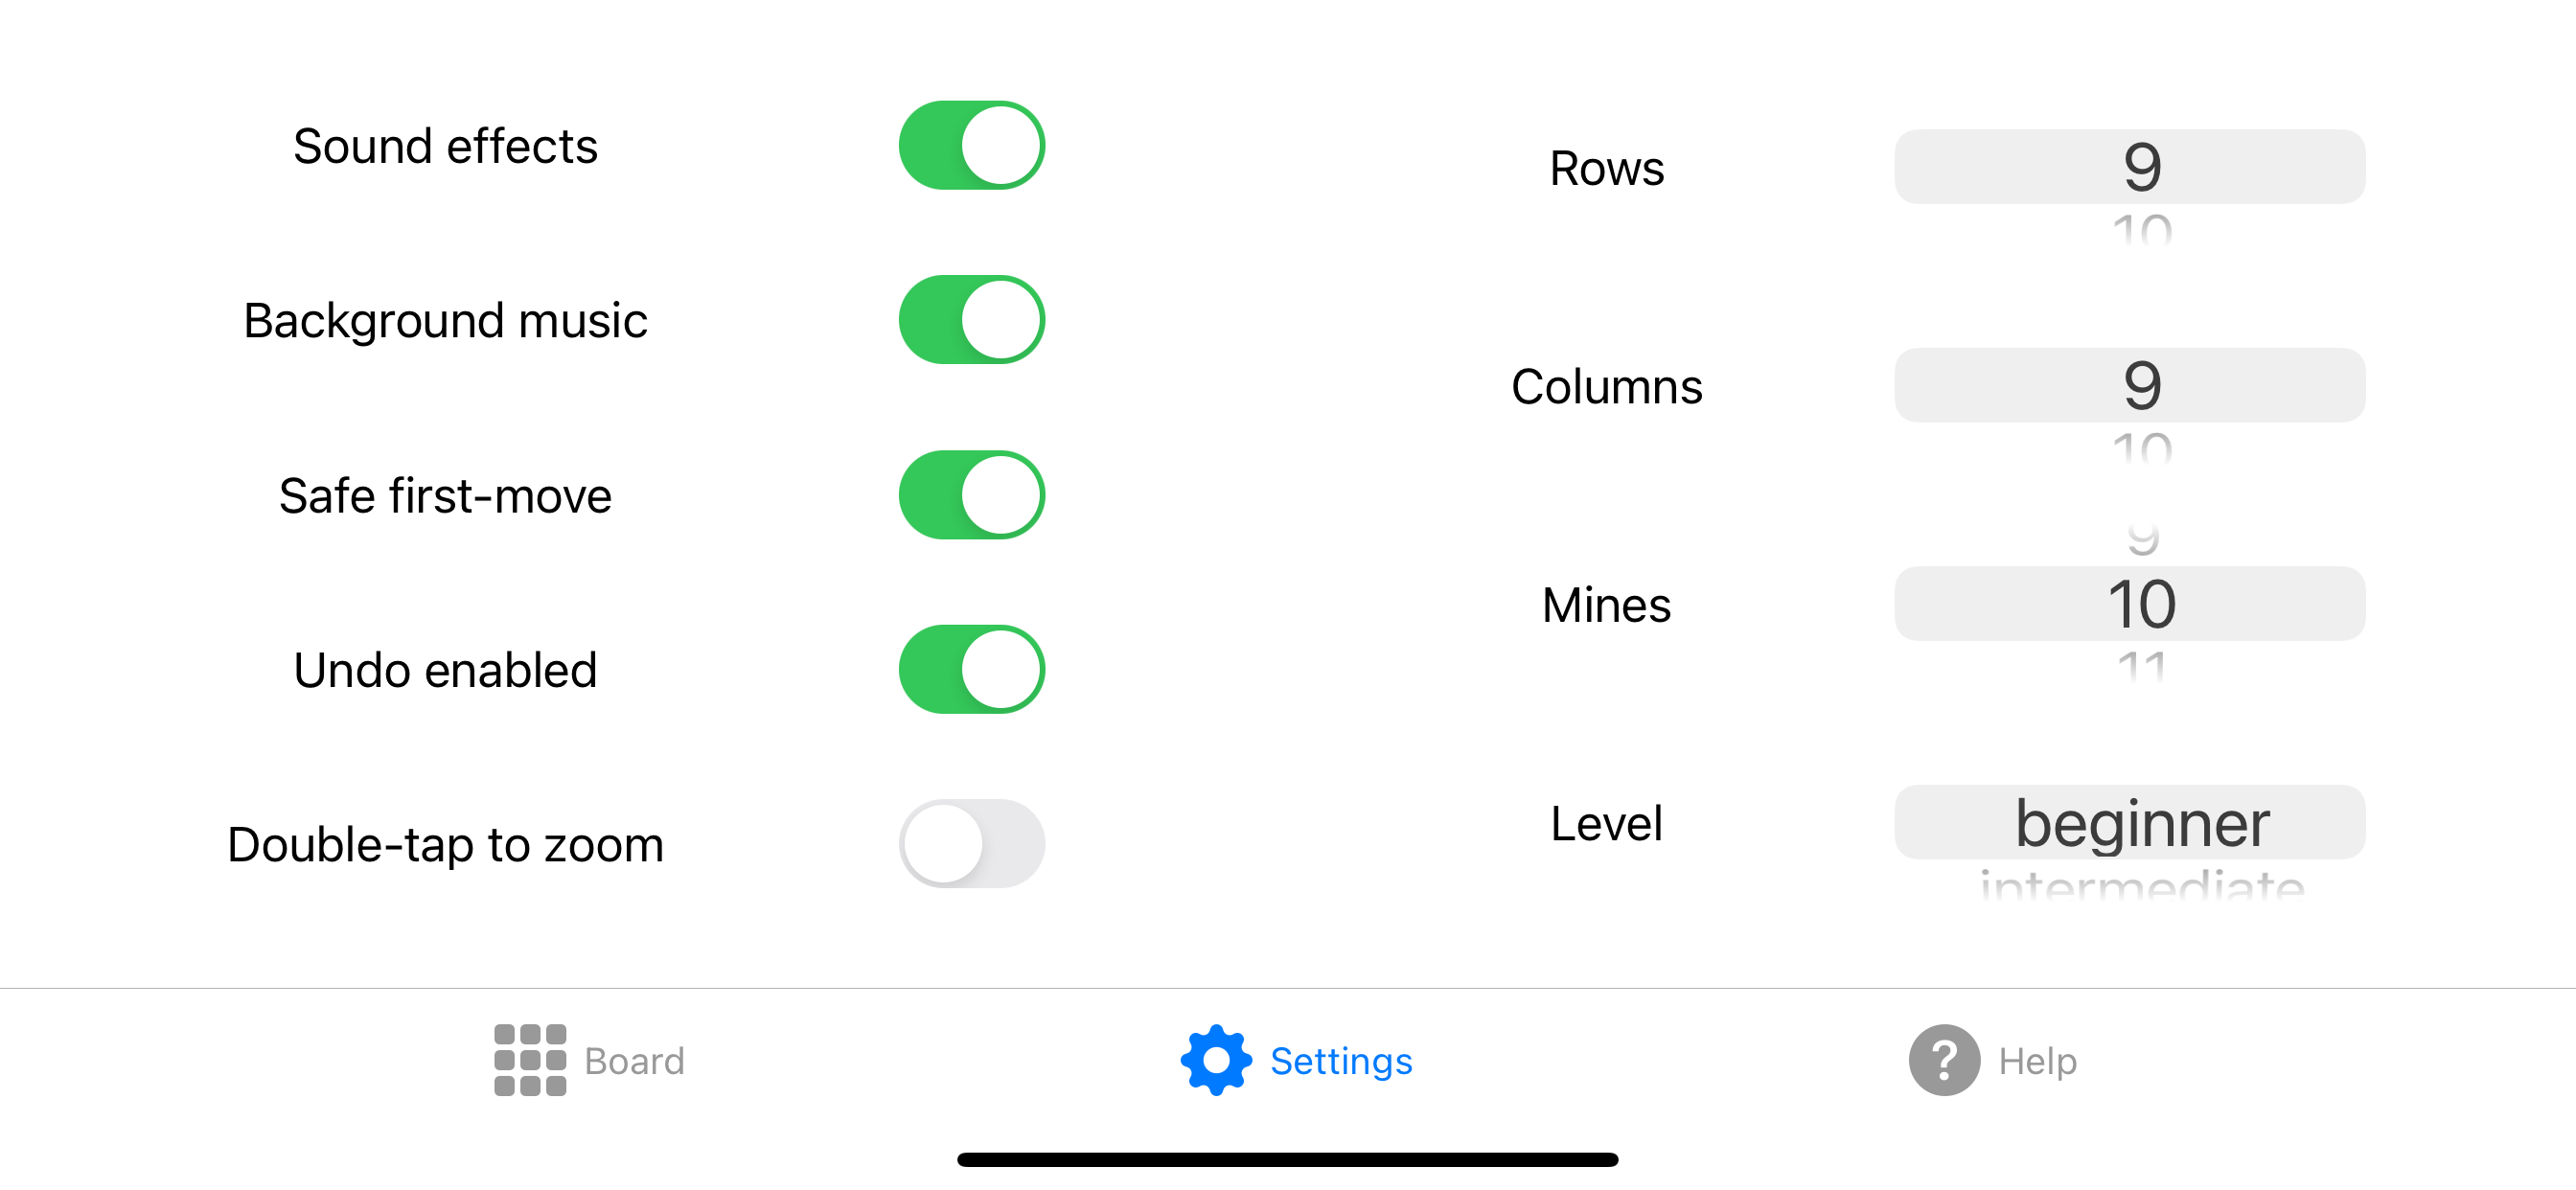 Sound effects
Background music
Safe first-move
Undo enabled
Double-tap to zoom
Rows
9
10
Columns
9
10
Mines
9
10
11
Level
beginner
intermediate
Board
Settings
? Help